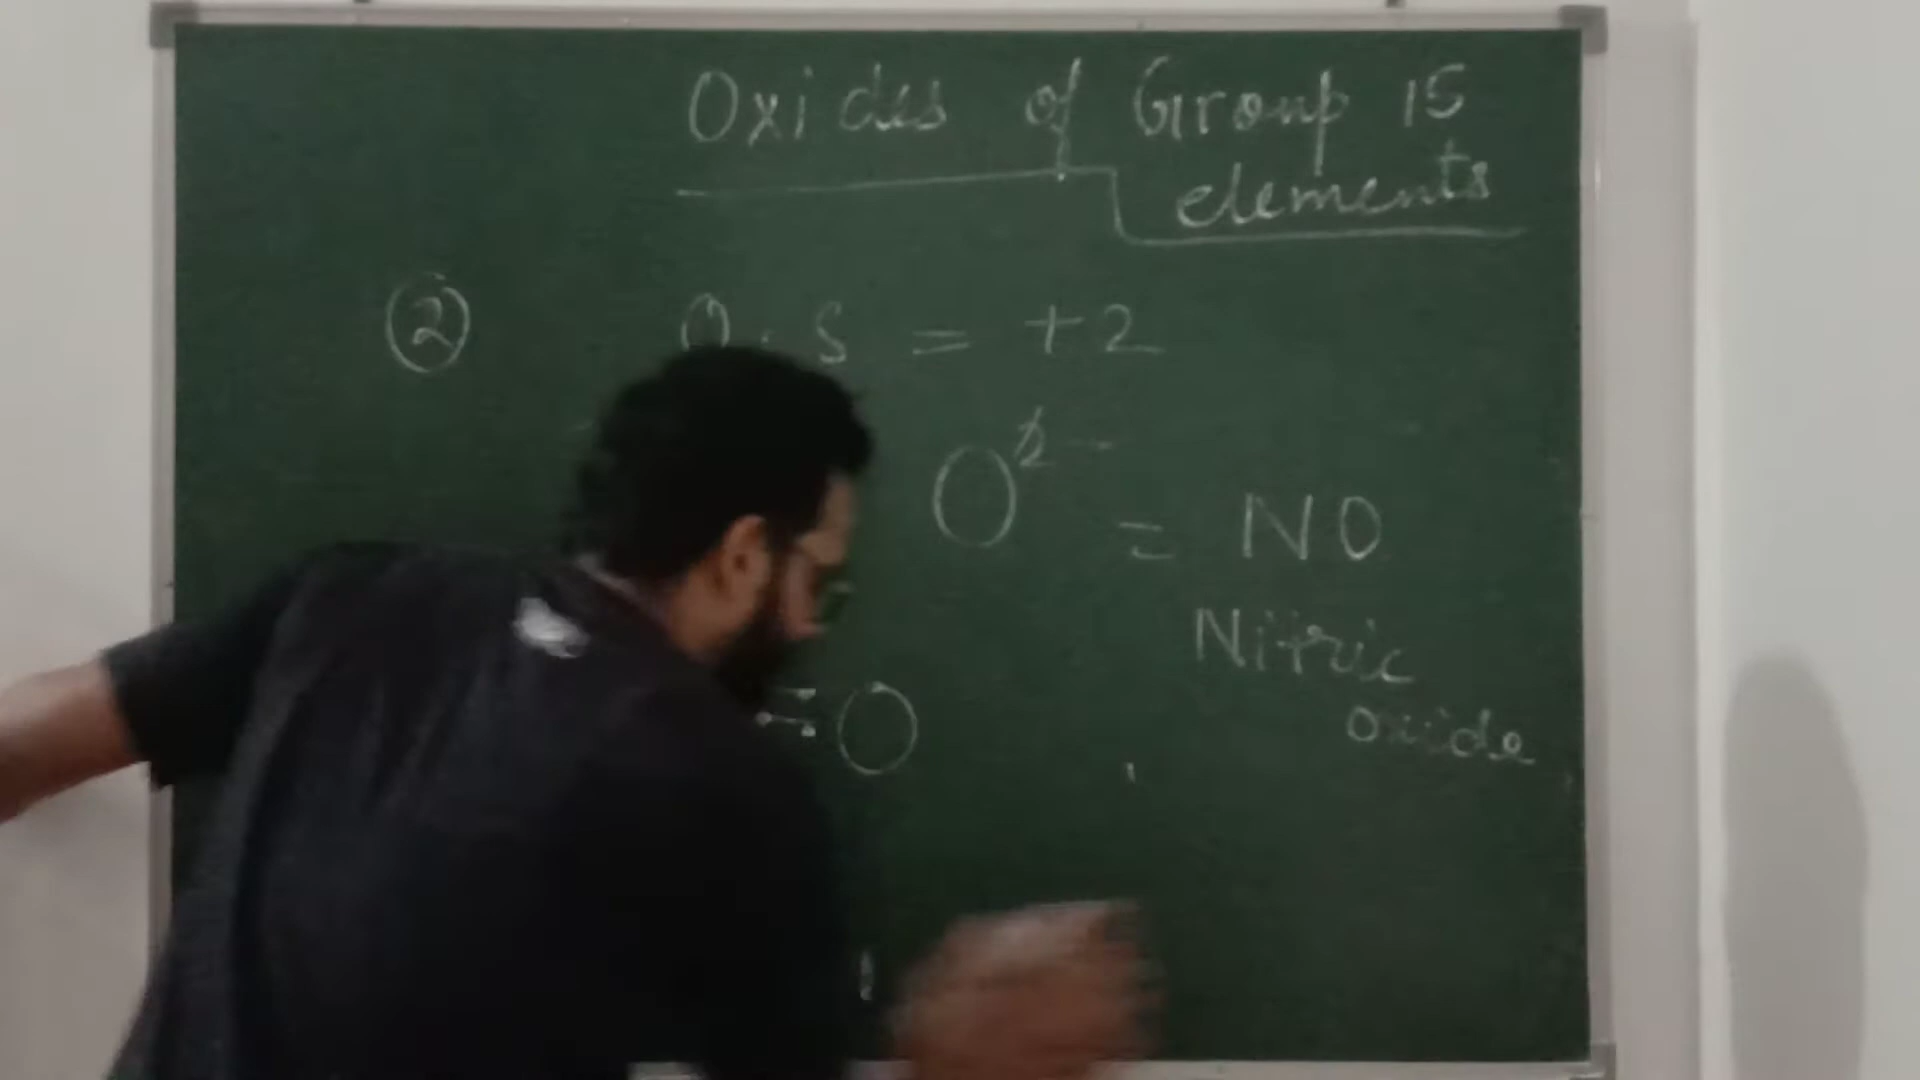 Oxides of Group 15
elements
② O.S = +2
O2- = NO
Nitric
oxide
=O